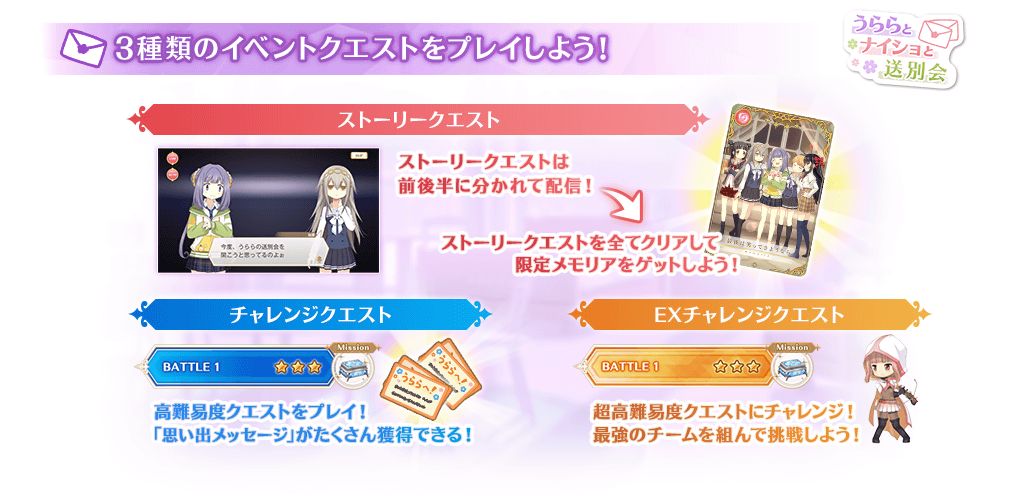 3種類のイベントクエストをプレイしよう!
うららと
ナイショと
送別会
ストーリークエスト
ストーリークエストは
前後半に分かれて配信!
今度、うららの送別会を
開こうと思ってるのよぉ
ストーリークエストを全てクリアして
限定メモリアをゲットしよう!
チャレンジクエスト
Mission
BATTLE 1
うららへ!
うららへ!
高難易度クエストをプレイ!
「思い出メッセージ」がたくさん獲得できる!
EXチャレンジクエスト
Mission
BATTLE 1
超高難易度クエストにチャレンジ!
最強のチームを組んで挑戦しよう!